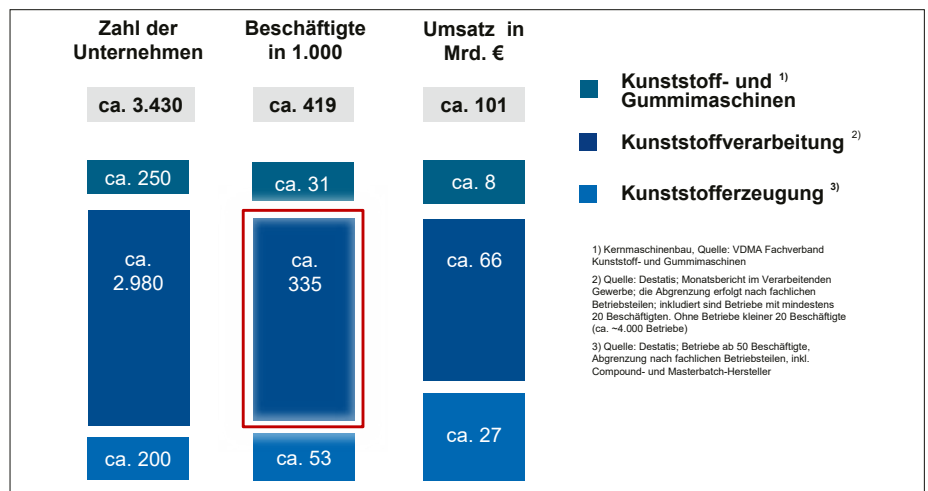 Zahl der
Unternehmen
Beschäftigte
in 1.000
Umsatz in
Mrd. €
ca. 3.430
ca. 419
ca. 101
ca. 250
ca. 31
ca. 8
ca.
2.980
ca.
335
ca. 66
ca. 200
ca. 53
ca. 27
Kunststoff- und 1)
Gummimaschinen
Kunststoffverarbeitung 2)
Kunststofferzeugung 3)
1) Kernmaschinenbau, Quelle: VDMA Fachverband
Kunststoff- und Gummimaschinen
2) Quelle: Destatis; Monatsbericht im Verarbeitenden
Gewerbe; die Abgrenzung erfolgt nach fachlichen
Betriebsteilen; inkludiert sind Betriebe mit mindestens
20 Beschäftigten. Ohne Betriebe kleiner 20 Beschäftigte
(ca. ~4.000 Betriebe)
3) Quelle: Destatis; Betriebe ab 50 Beschäftigte,
Abgrenzung nach fachlichen Betriebsteilen, inkl.
Compound- und Masterbatch-Hersteller